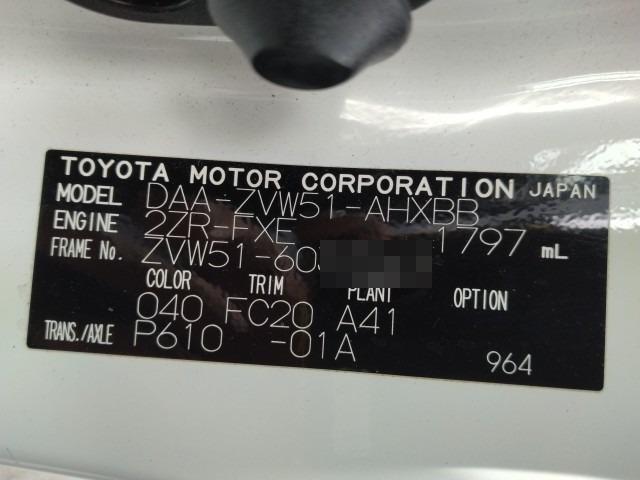 TOYOTA MOTOR CORPORATION JAPAN
MODEL DAA-ZVW51-AHXBB
ENGINE 2ZR-FXE 1797 mL
FRAME No. ZVW51-60
COLOR TRIM PLANT OPTION
040 FC20 A41
TRANS./AXLE P610 -01A
964